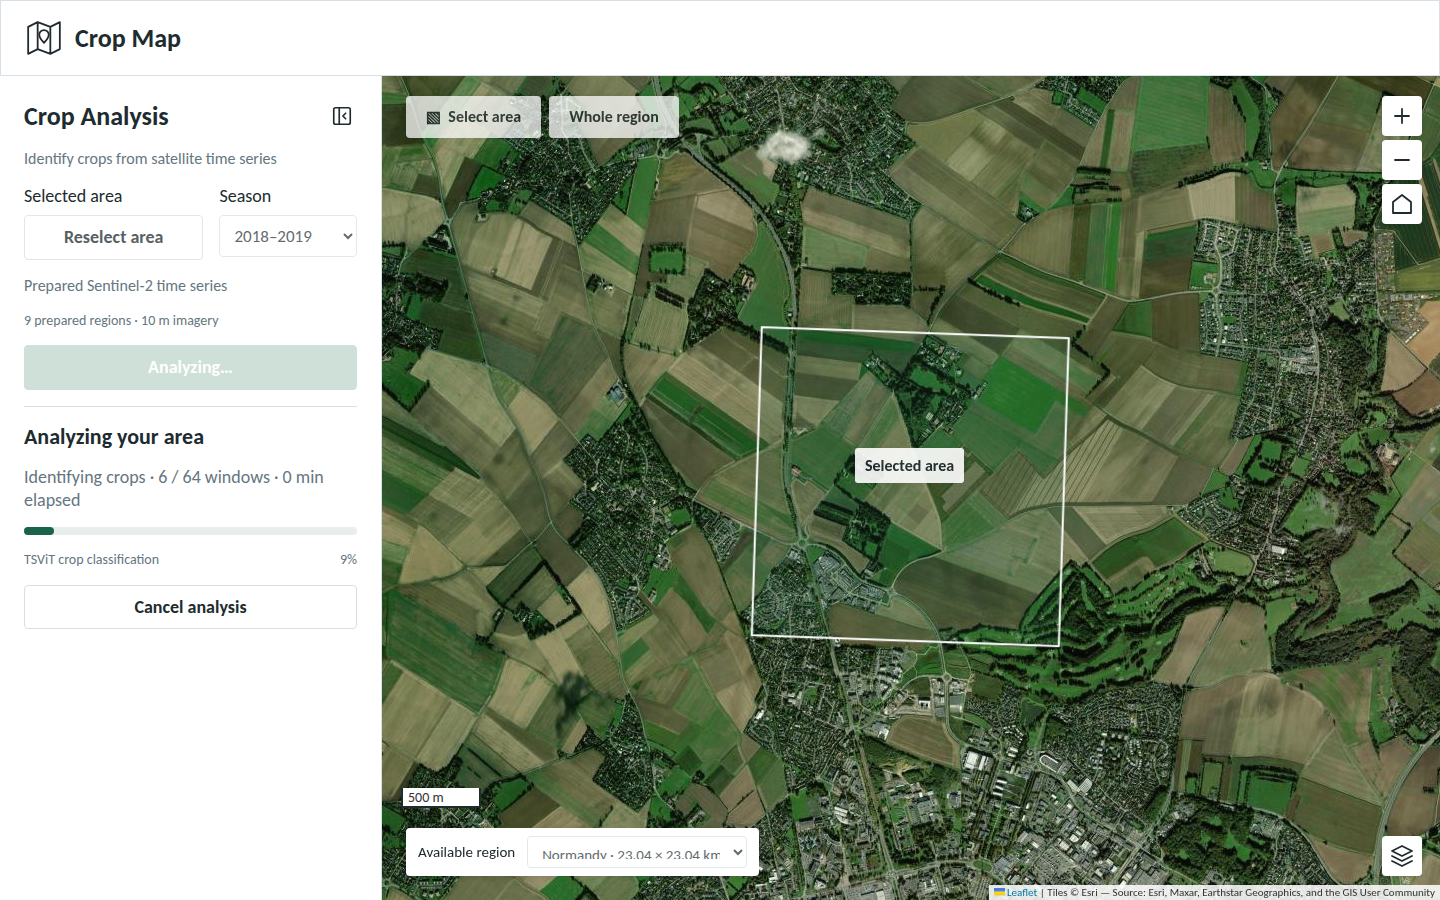 Crop Map
Crop Analysis
Identify crops from satellite time series
Selected area
Season
Reselect area
2018–2019
Prepared Sentinel-2 time series
9 prepared regions · 10 m imagery
Analyzing...
Analyzing your area
Identifying crops · 6 / 64 windows · 0 min
elapsed
TSViT crop classification
9%
Cancel analysis
Select area
Whole region
Selected area
500 m
Available region
Normandy · 23.04 × 23.04 km
Leaflet | Tiles © Esri — Source: Esri, Maxar, Earthstar Geographics, and the GIS User Community